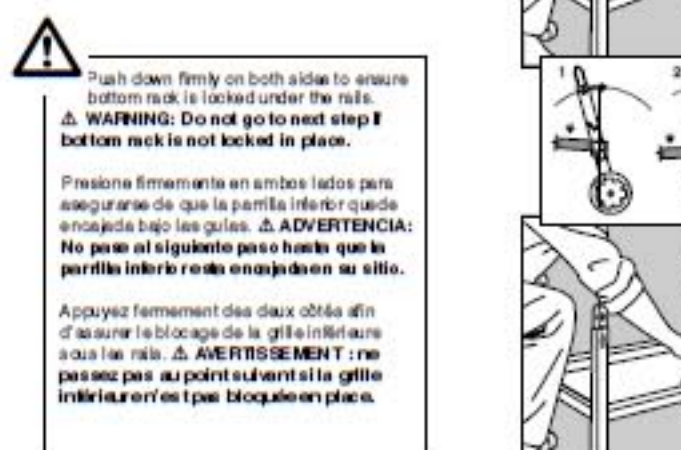 Push down firmly on both sides to ensure
bottom rack is locked under the rails.
⚠ WARNING: Do not go to next step if
bottom rack is not locked in place.
Presione firmemente en ambos lados para
asegurarse de que la parrilla inferior quede
encajada bajo las guías. ⚠ ADVERTENCIA:
No pase al siguiente paso hasta que la
parrilla inferior esta encajada en su sitio.
Appuyez fermement des deux côtés afin
d'assurer le blocage de la grille inférieure
sous les rails. ⚠ AVERTISSEMENT : ne
passez pas au point suivant si la grille
inférieure n'est pas bloquée en place.
1
2